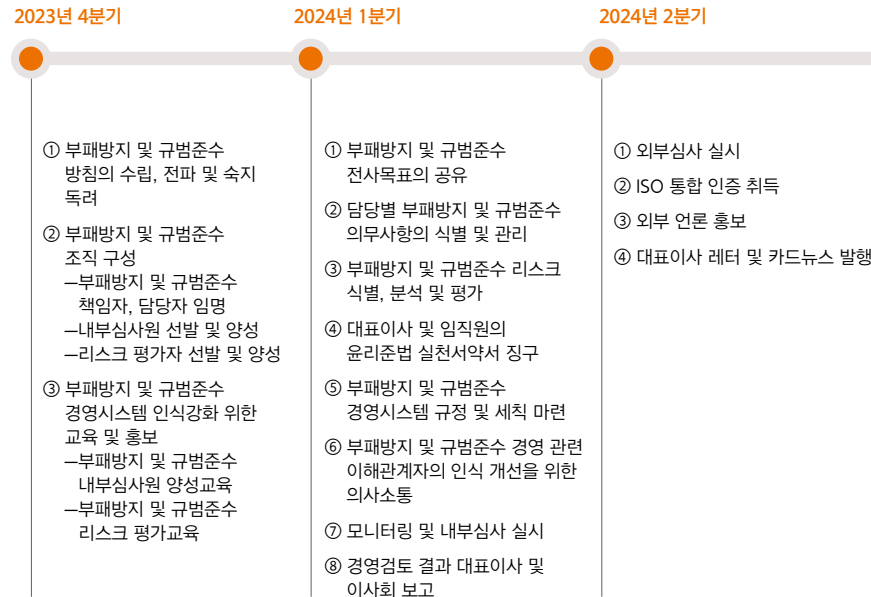 2023년 4분기
① 부패방지 및 규범준수
방침의 수립, 전파 및 숙지
독려
② 부패방지 및 규범준수
조직 구성
—부패방지 및 규범준수
책임자, 담당자 임명
—내부심사원 선발 및 양성
—리스크 평가자 선발 및 양성
③ 부패방지 및 규범준수
경영시스템 인식강화 위한
교육 및 홍보
—부패방지 및 규범준수
내부심사원 양성교육
—부패방지 및 규범준수
리스크 평가교육
2024년 1분기
① 부패방지 및 규범준수
전사목표의 공유
② 담당별 부패방지 및 규범준수
의무사항의 식별 및 관리
③ 부패방지 및 규범준수 리스크
식별, 분석 및 평가
④ 대표이사 및 임직원의
윤리준법 실천서약서 징구
⑤ 부패방지 및 규범준수
경영시스템 규정 및 세칙 마련
⑥ 부패방지 및 규범준수 경영 관련
이해관계자의 인식 개선을 위한
의사소통
⑦ 모니터링 및 내부심사 실시
⑧ 경영검토 결과 대표이사 및
이사회 보고
2024년 2분기
① 외부심사 실시
② ISO 통합 인증 취득
③ 외부 언론 홍보
④ 대표이사 레터 및 카드뉴스 발행